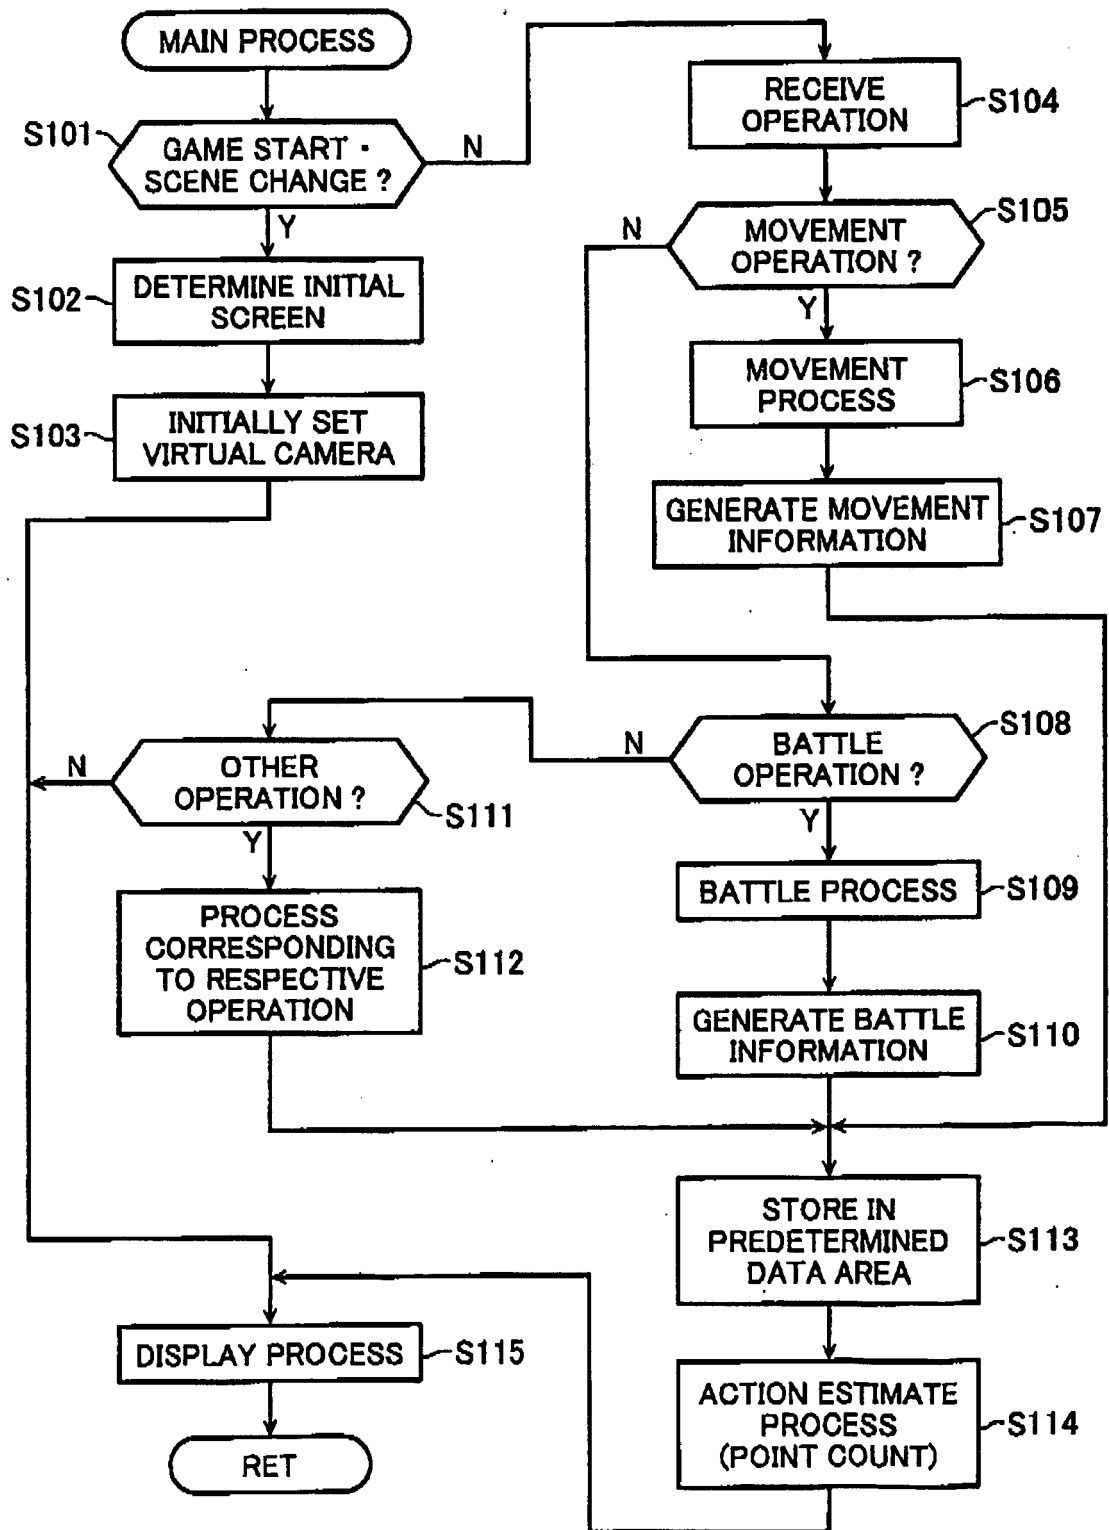 MAIN PROCESS
S101
GAME START ·
SCENE CHANGE ?
N
Y
S102
DETERMINE INITIAL
SCREEN
S103
INITIALLY SET
VIRTUAL CAMERA
RECEIVE
OPERATION
S104
MOVEMENT
OPERATION ?
S105
N
Y
MOVEMENT
PROCESS
S106
GENERATE MOVEMENT
INFORMATION
S107
BATTLE
OPERATION ?
S108
N
Y
BATTLE PROCESS
S109
GENERATE BATTLE
INFORMATION
S110
OTHER
OPERATION ?
S111
N
Y
PROCESS
CORRESPONDING
TO RESPECTIVE
OPERATION
S112
STORE IN
PREDETERMINED
DATA AREA
S113
ACTION ESTIMATE
PROCESS
(POINT COUNT)
S114
DISPLAY PROCESS
S115
RET